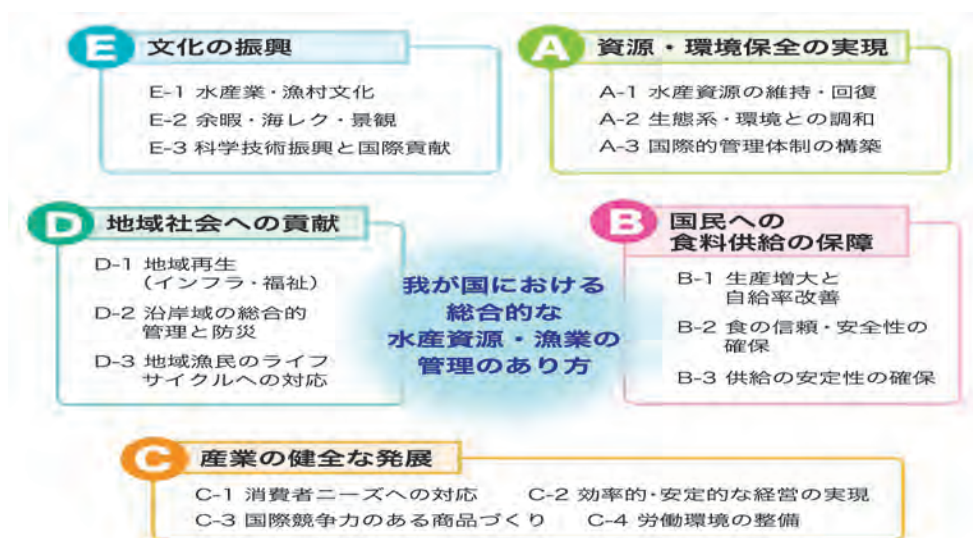 E 文化の振興
E-1 水産業・漁村文化
E-2 余暇・海レク・景観
E-3 科学技術振興と国際貢献
A 資源・環境保全の実現
A-1 水産資源の維持・回復
A-2 生態系・環境との調和
A-3 国際的管理体制の構築
D 地域社会への貢献
D-1 地域再生
（インフラ・福祉）
D-2 沿岸域の総合的
管理と防災
D-3 地域漁民のライフ
サイクルへの対応
我が国における
総合的な
水産資源・漁業の
管理のあり方
B 国民への
食料供給の保障
B-1 生産増大と
自給率改善
B-2 食の信頼・安全性の
確保
B-3 供給の安定性の確保
C 産業の健全な発展
C-1 消費者ニーズへの対応 C-2 効率的・安定的な経営の実現
C-3 国際競争力のある商品づくり C-4 労働環境の整備